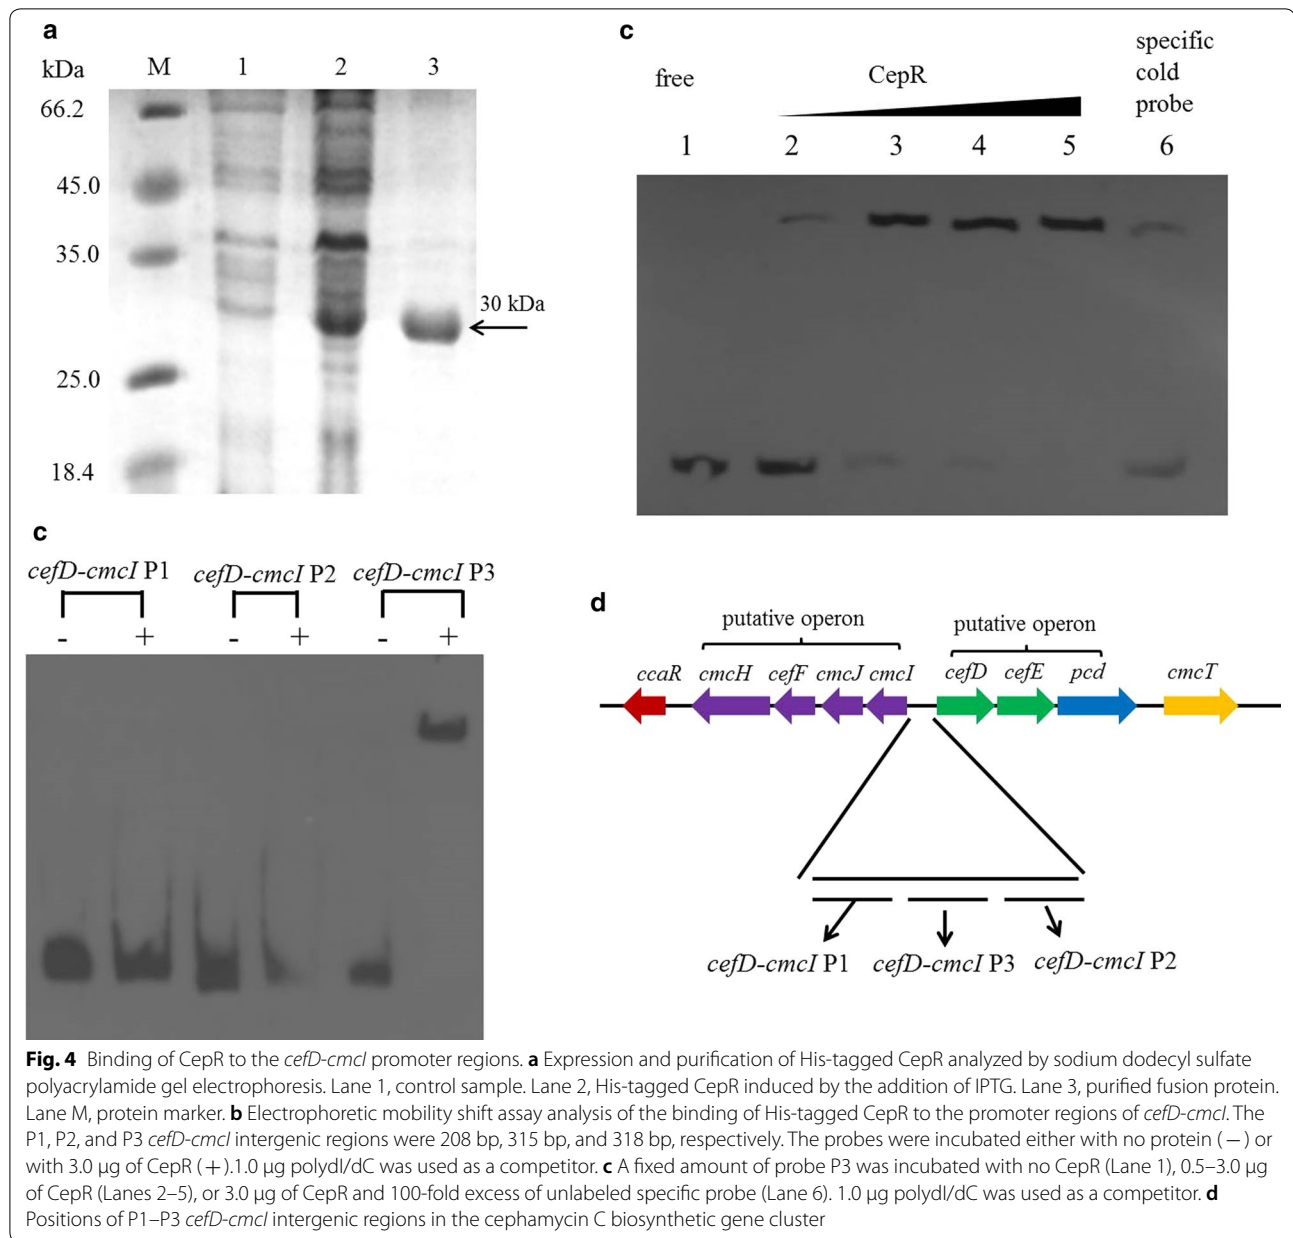 a
kDa M 1 2 3
66.2
45.0
35.0
30 kDa
25.0
18.4
c
free CepR specific
cold
probe
1 2 3 4 5 6
c
cefD-cmcI P1 cefD-cmcI P2 cefD-cmcI P3
- + - + - +
d
putative operon putative operon
ccaR cmcH cefF cmcJ cmcI cefD cefE pcd cmcT
cefD-cmcI P1 cefD-cmcI P3 cefD-cmcI P2
Fig. 4 Binding of CepR to the cefD-cmcI promoter regions. a Expression and purification of His-tagged CepR analyzed by sodium dodecyl sulfate
polyacrylamide gel electrophoresis. Lane 1, control sample. Lane 2, His-tagged CepR induced by the addition of IPTG. Lane 3, purified fusion protein.
Lane M, protein marker. b Electrophoretic mobility shift assay analysis of the binding of His-tagged CepR to the promoter regions of cefD-cmcI. The
P1, P2, and P3 cefD-cmcI intergenic regions were 208 bp, 315 bp, and 318 bp, respectively. The probes were incubated either with no protein (−) or
with 3.0 µg of CepR (+).1.0 µg polydI/dC was used as a competitor. c A fixed amount of probe P3 was incubated with no CepR (Lane 1), 0.5–3.0 µg
of CepR (Lanes 2–5), or 3.0 µg of CepR and 100-fold excess of unlabeled specific probe (Lane 6). 1.0 µg polydI/dC was used as a competitor. d
Positions of P1–P3 cefD-cmcI intergenic regions in the cephamycin C biosynthetic gene cluster